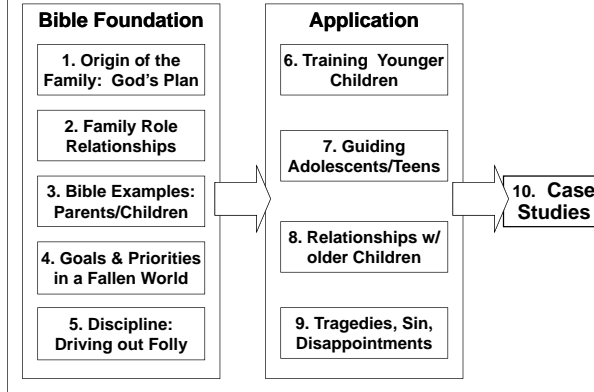 Bible Foundation
1. Origin of the
Family: God's Plan
2. Family Role
Relationships
3. Bible Examples:
Parents/Children
4. Goals & Priorities
in a Fallen World
5. Discipline:
Driving out Folly
Application
6. Training Younger
Children
7. Guiding
Adolescents/Teens
8. Relationships w/
older Children
9. Tragedies, Sin,
Disappointments
10. Case
Studies